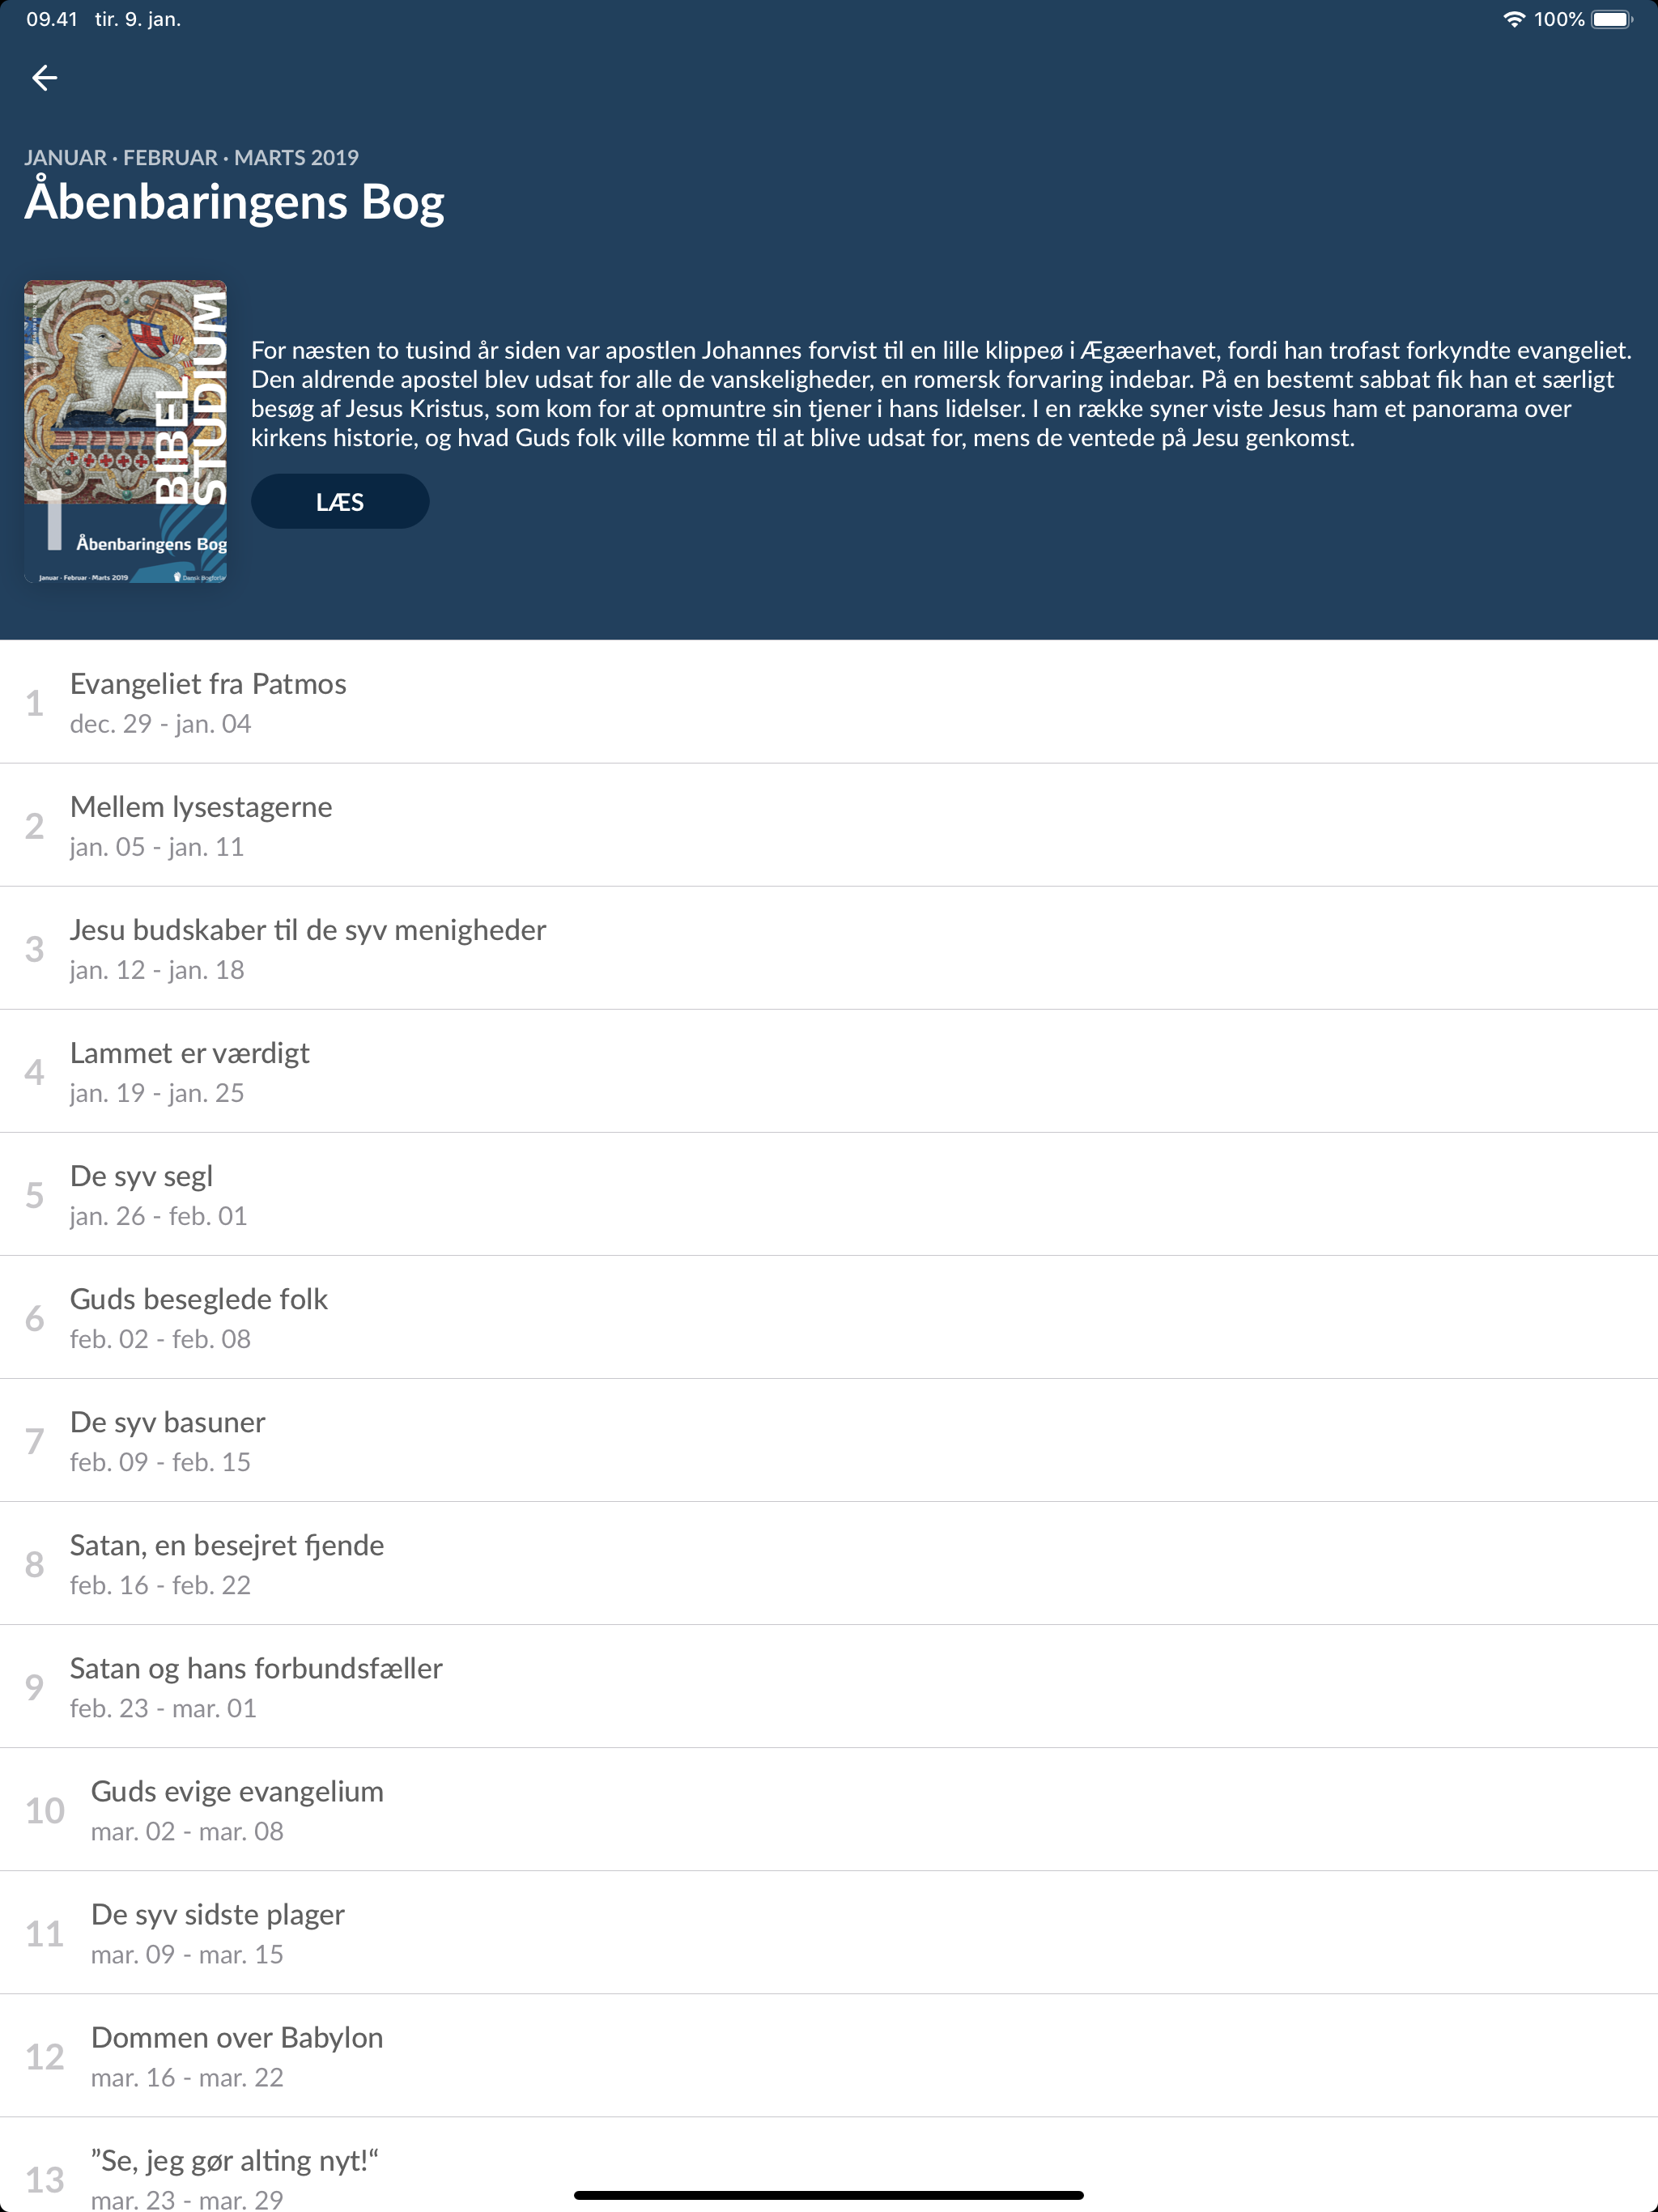 09.41 tir. 9. jan.
100%
JANUAR · FEBRUAR · MARTS 2019
Åbenbaringens Bog
BIBEL
STUDIUM
1
Åbenbaringens Bog
Januar · Februar · Marts 2019
Dansk Bogforla
For næsten to tusind år siden var apostlen Johannes forvist til en lille klippeø i Ægæerhavet, fordi han trofast forkyndte evangeliet.
Den aldrende apostel blev udsat for alle de vanskeligheder, en romersk forvaring indebar. På en bestemt sabbat fik han et særligt
besøg af Jesus Kristus, som kom for at opmuntre sin tjener i hans lidelser. I en række syner viste Jesus ham et panorama over
kirkens historie, og hvad Guds folk ville komme til at blive udsat for, mens de ventede på Jesu genkomst.
LÆS
1
Evangeliet fra Patmos
dec. 29 - jan. 04
2
Mellem lysestagerne
jan. 05 - jan. 11
3
Jesu budskaber til de syv menigheder
jan. 12 - jan. 18
4
Lammet er værdigt
jan. 19 - jan. 25
5
De syv segl
jan. 26 - feb. 01
6
Guds beseglede folk
feb. 02 - feb. 08
7
De syv basuner
feb. 09 - feb. 15
8
Satan, en besejret fjende
feb. 16 - feb. 22
9
Satan og hans forbundsfæller
feb. 23 - mar. 01
10
Guds evige evangelium
mar. 02 - mar. 08
11
De syv sidste plager
mar. 09 - mar. 15
12
Dommen over Babylon
mar. 16 - mar. 22
13
”Se, jeg gør alting nyt!“
mar. 23 - mar. 29